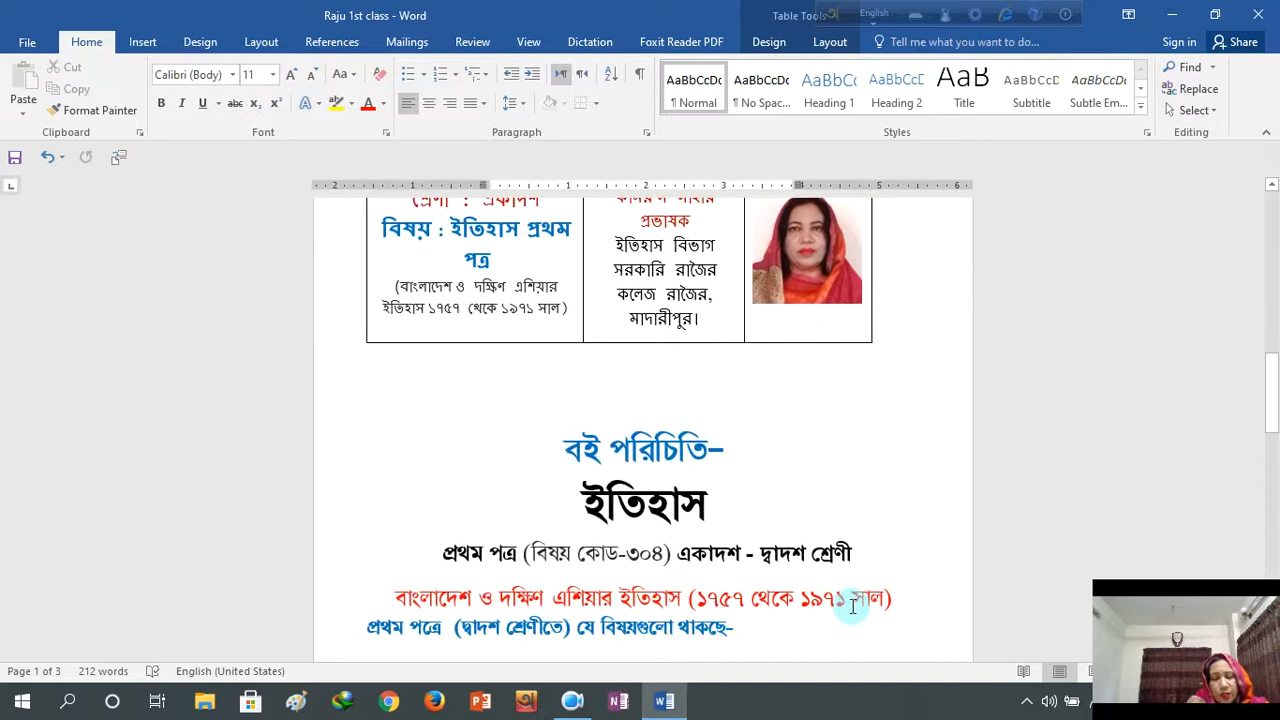 Raju 1st class - Word
Table Tools
English
File Home Insert Design Layout References Mailings Review View Dictation Foxit Reader PDF Design Layout Tell me what you want to do... Sign in Share
Paste Cut Copy Format Painter
Clipboard
Calibri (Body) 11
Font
Paragraph
AaBbCcDc AaBbCcDc AaBbCc AaBbCcE AaB AaBbCcD AaBbCcD
¶ Normal ¶ No Spac... Heading 1 Heading 2 Title Subtitle Subtle Em...
Styles
Find
Replace
Select
Editing
শ্রেণী : একাদশ
বিষয় : ইতিহাস প্রথম
পত্র
(বাংলাদেশ ও দক্ষিণ এশিয়ার
ইতিহাস ১৭৫৭ থেকে ১৯৭১ সাল)
প্রভাষক
ইতিহাস বিভাগ
সরকারি রাজৈর
কলেজ রাজৈর,
মাদারীপুর।
বই পরিচিতি–
ইতিহাস
প্রথম পত্র (বিষয় কোড-৩০৪) একাদশ - দ্বাদশ শ্রেণী
বাংলাদেশ ও দক্ষিণ এশিয়ার ইতিহাস (১৭৫৭ থেকে ১৯৭১ সাল)
প্রথম পত্রে (দ্বাদশ শ্রেণীতে) যে বিষয়গুলো থাকছে-
Page 1 of 3 212 words English (United States)